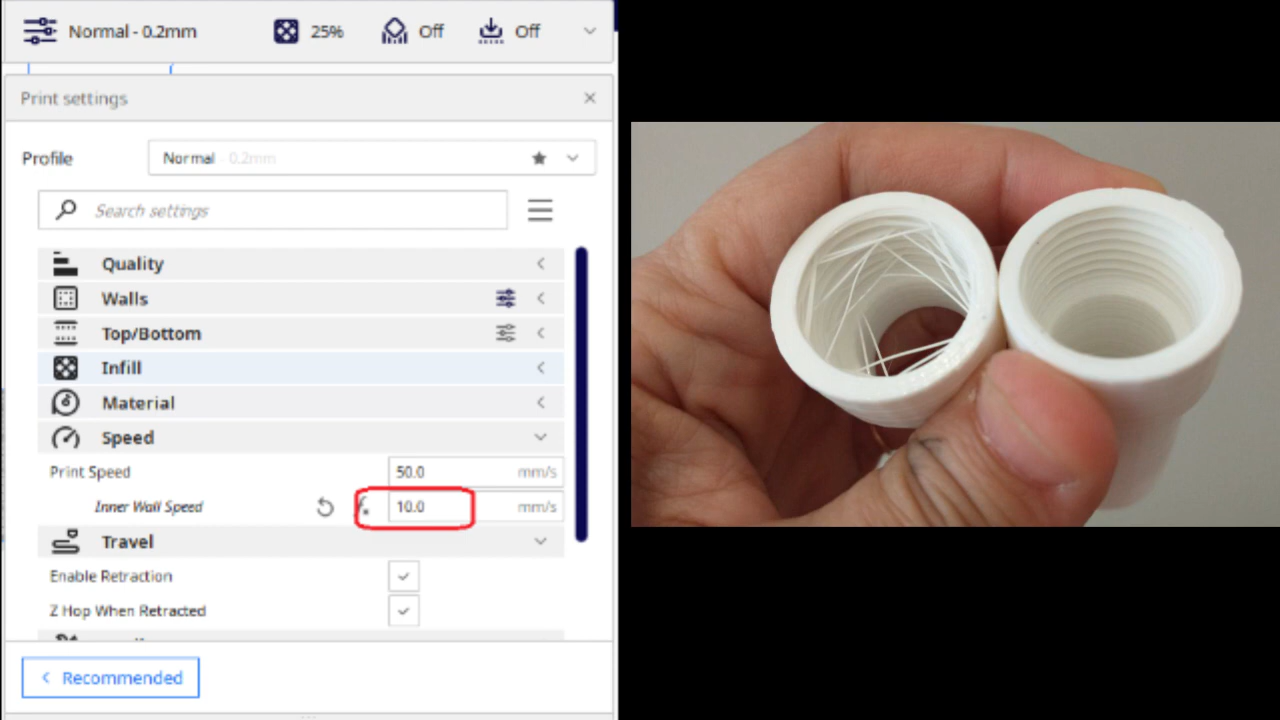 Normal - 0.2mm 25% Off Off
Print settings
Profile Normal - 0.2mm
Search settings
Quality
Walls
Top/Bottom
Infill
Material
Speed
Print Speed 50.0 mm/s
Inner Wall Speed 10.0 mm/s
Travel
Enable Retraction
Z Hop When Retracted
Recommended